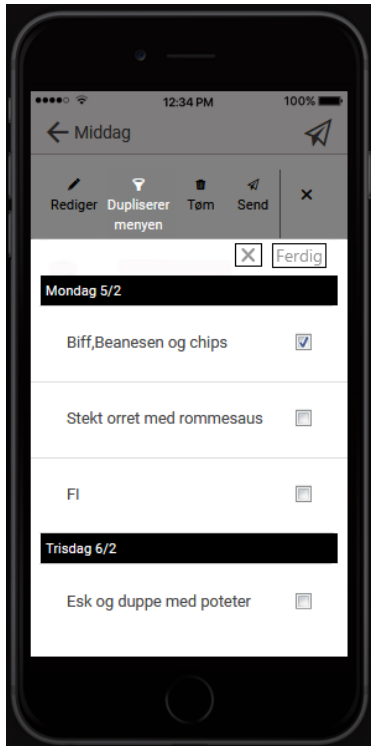 12:34 PM 100%
Middag
Rediger Dupliserer menyen Tøm Send
Ferdig
Mondag 5/2
Biff,Beanesen og chips
Stekt orret med rommesaus
FI
Trisdag 6/2
Esk og duppe med poteter